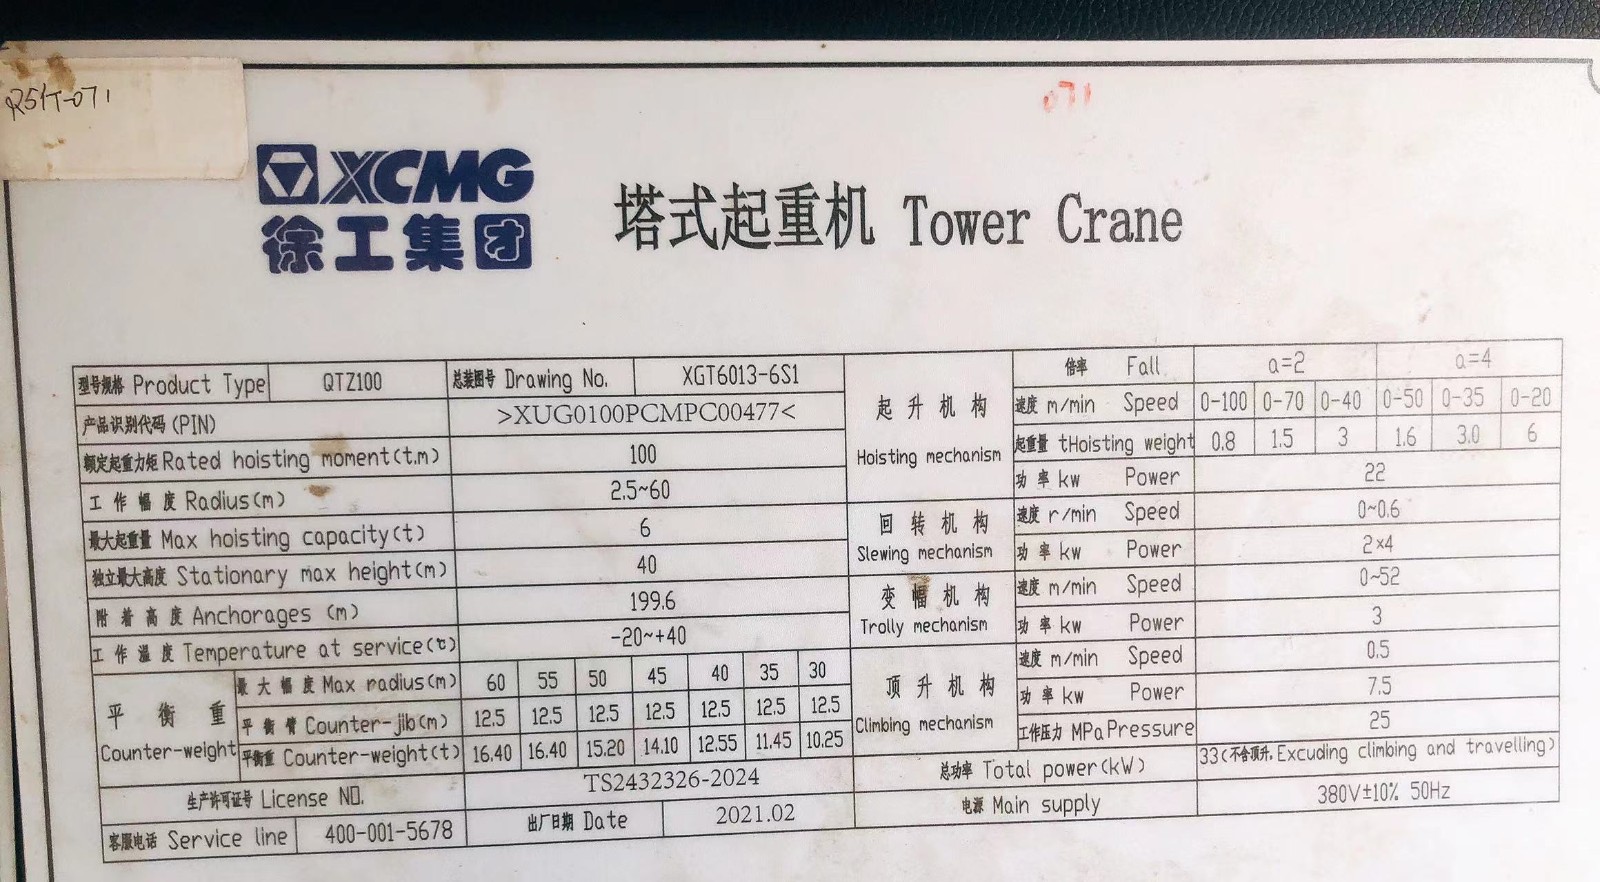 071
XCMG
徐工集团
塔式起重机 Tower Crane
型号规格 Product Type QTZ100 总装图号 Drawing No. XGT6013-6S1
产品识别代码(PIN) >XUG0100PCMPC00477<
额定起重力矩 Rated hoisting moment(t.m) 100
工作幅度 Radius(m) 2.5~60
最大起重量 Max hoisting capacity(t) 6
独立最大高度 Stationary max height(m) 40
附着高度 Anchorages (m) 199.6
工作温度 Temperature at service(℃) -20~+40
平衡重 Counter-weight
最大幅度 Max radius(m) 60 55 50 45 40 35 30
平衡臂 Counter-jib(m) 12.5 12.5 12.5 12.5 12.5 12.5 12.5
平衡重 Counter-weight(t) 16.40 16.40 15.20 14.10 12.55 11.45 10.25
生产许可证号 License NO. TS2432326-2024
客服电话 Service line 400-001-5678 出厂日期 Date 2021.02
起升机构 Hoisting mechanism
倍率 Fall a=2 a=4
速度 m/min Speed 0-100 0-70 0-40 0-50 0-35 0-20
起重量 tHoisting weight 0.8 1.5 3 1.6 3.0 6
功率 kw Power 22
回转机构 Slewing mechanism
速度 r/min Speed 0~0.6
功率 kw Power 2×4
变幅机构 Trolly mechanism
速度 m/min Speed 0~52
功率 kw Power 3
顶升机构 Climbing mechanism
速度 m/min Speed 0.5
功率 kw Power 7.5
工作压力 MPa Pressure 25
总功率 Total power(kW) 33(不含顶升, Excuding climbing and travelling)
电源 Main supply 380V±10% 50Hz